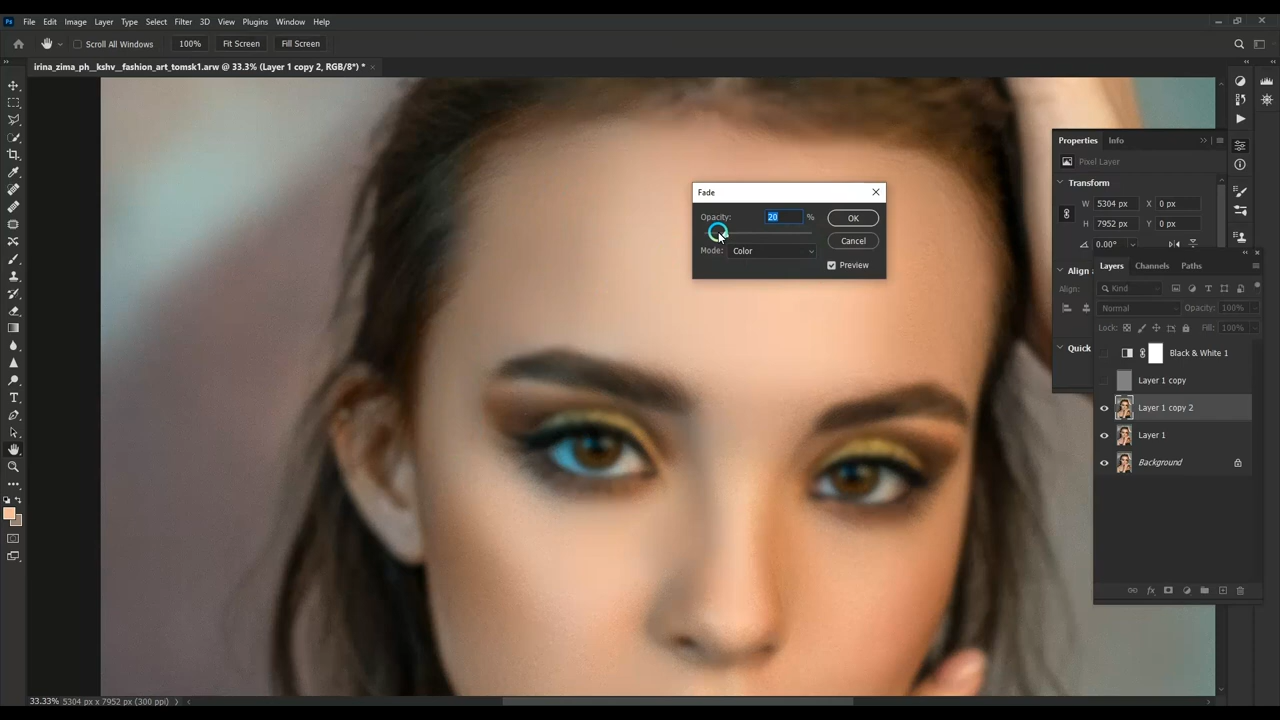 Ps File Edit Image Layer Type Select Filter 3D View Plugins Window Help
Scroll All Windows 100% Fit Screen Fill Screen
irina_zima_ph__kshv__fashion_art_tomsk1.arw @ 33.3% (Layer 1 copy 2, RGB/8*) *
Fade
Opacity: 20 %
OK
Cancel
Mode: Color
Preview
Properties Info
Pixel Layer
Transform
W 5304 px X 0 px
H 7952 px Y 0 px
0.00°
Align a
Align:
Quick
Layers Channels Paths
Kind
Normal Opacity: 100%
Lock: Fill: 100%
Black & White 1
Layer 1 copy
Layer 1 copy 2
Layer 1
Background
33.33% 5304 px x 7952 px (300 ppi)